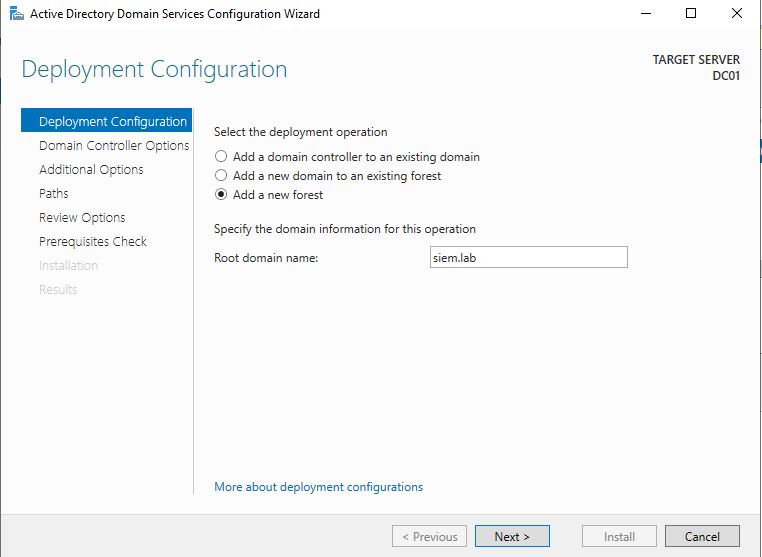 Active Directory Domain Services Configuration Wizard
Deployment Configuration
TARGET SERVER
DC01
Deployment Configuration
Domain Controller Options
Additional Options
Paths
Review Options
Prerequisites Check
Installation
Results
Select the deployment operation
Add a domain controller to an existing domain
Add a new domain to an existing forest
Add a new forest
Specify the domain information for this operation
Root domain name: siem.lab
More about deployment configurations
< Previous Next > Install Cancel